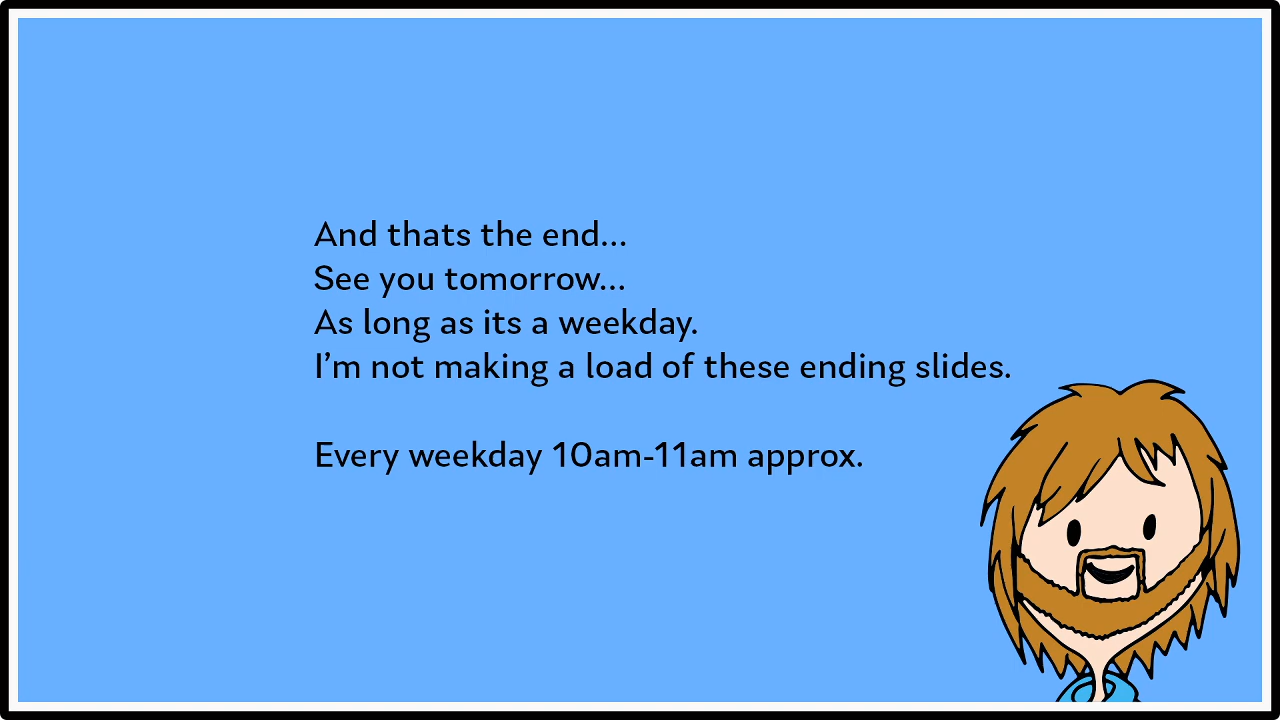 And thats the end...
See you tomorrow...
As long as its a weekday.
I'm not making a load of these ending slides.
Every weekday 10am-11am approx.